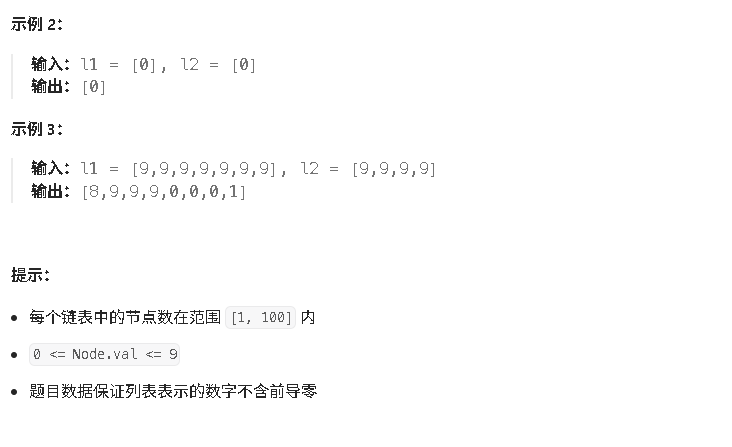 示例 2：
输入：l1 = [0], l2 = [0]
输出：[0]
示例 3：
输入：l1 = [9,9,9,9,9,9,9], l2 = [9,9,9,9]
输出：[8,9,9,9,0,0,0,1]
提示：
每个链表中的节点数在范围 [1, 100] 内
0 <= Node.val <= 9
题目数据保证列表表示的数字不含前导零